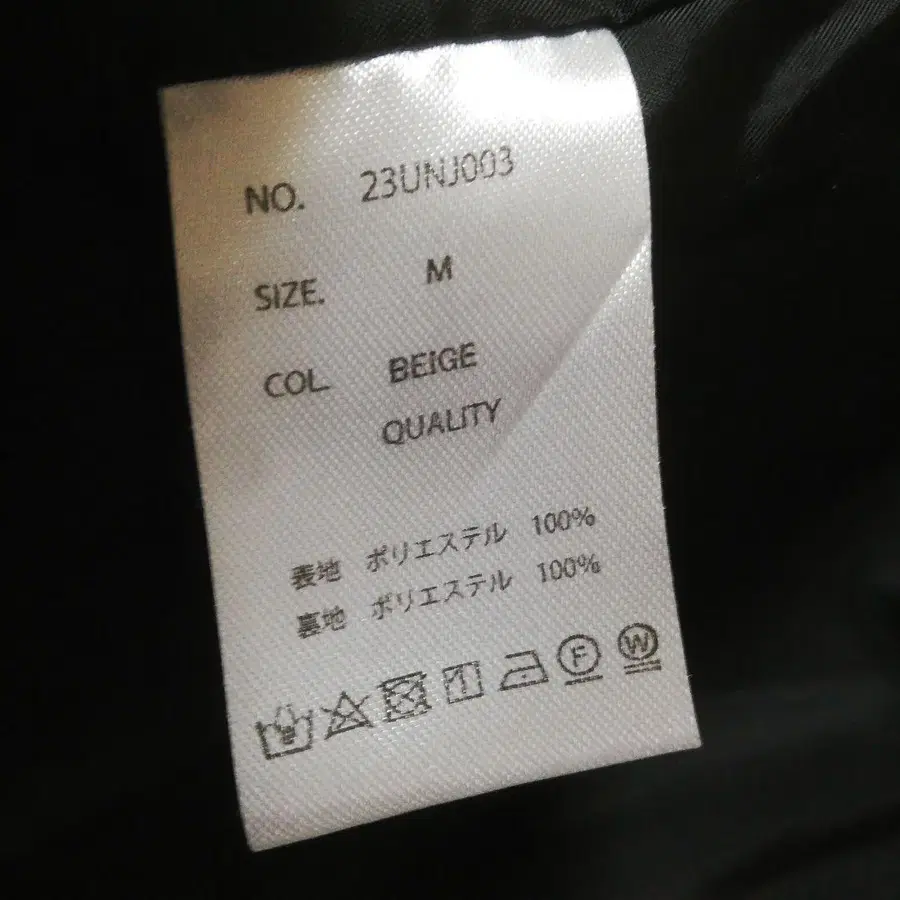 NO. 23UNJ003
SIZE. M
COL. BEIGE
QUALITY
表地 ポリエステル 100%
裏地 ポリエステル 100%
F W